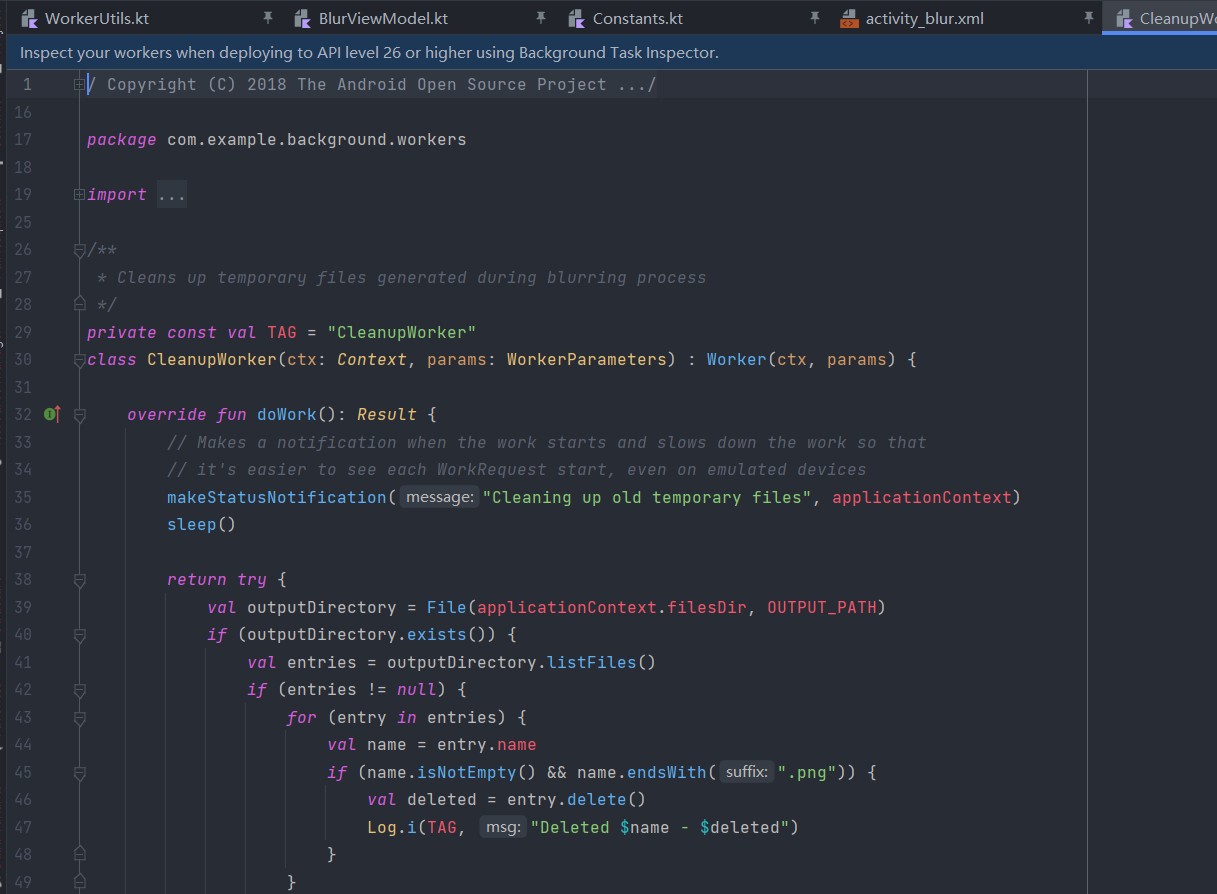 WorkerUtils.kt BlurViewModel.kt Constants.kt activity_blur.xml CleanupWo
Inspect your workers when deploying to API level 26 or higher using Background Task Inspector.
1 / Copyright (C) 2018 The Android Open Source Project .../
16
17 package com.example.background.workers
18
19 import ...
25
26 /**
27  * Cleans up temporary files generated during blurring process
28  */
29 private const val TAG = "CleanupWorker"
30 class CleanupWorker(ctx: Context, params: WorkerParameters) : Worker(ctx, params) {
31
32     override fun doWork(): Result {
33         // Makes a notification when the work starts and slows down the work so that
34         // it's easier to see each WorkRequest start, even on emulated devices
35         makeStatusNotification( message: "Cleaning up old temporary files", applicationContext)
36         sleep()
37
38         return try {
39             val outputDirectory = File(applicationContext.filesDir, OUTPUT_PATH)
40             if (outputDirectory.exists()) {
41                 val entries = outputDirectory.listFiles()
42                 if (entries != null) {
43                     for (entry in entries) {
44                         val name = entry.name
45                         if (name.isNotEmpty() && name.endsWith( suffix: ".png")) {
46                             val deleted = entry.delete()
47                             Log.i(TAG, msg: "Deleted $name - $deleted")
48                         }
49                     }